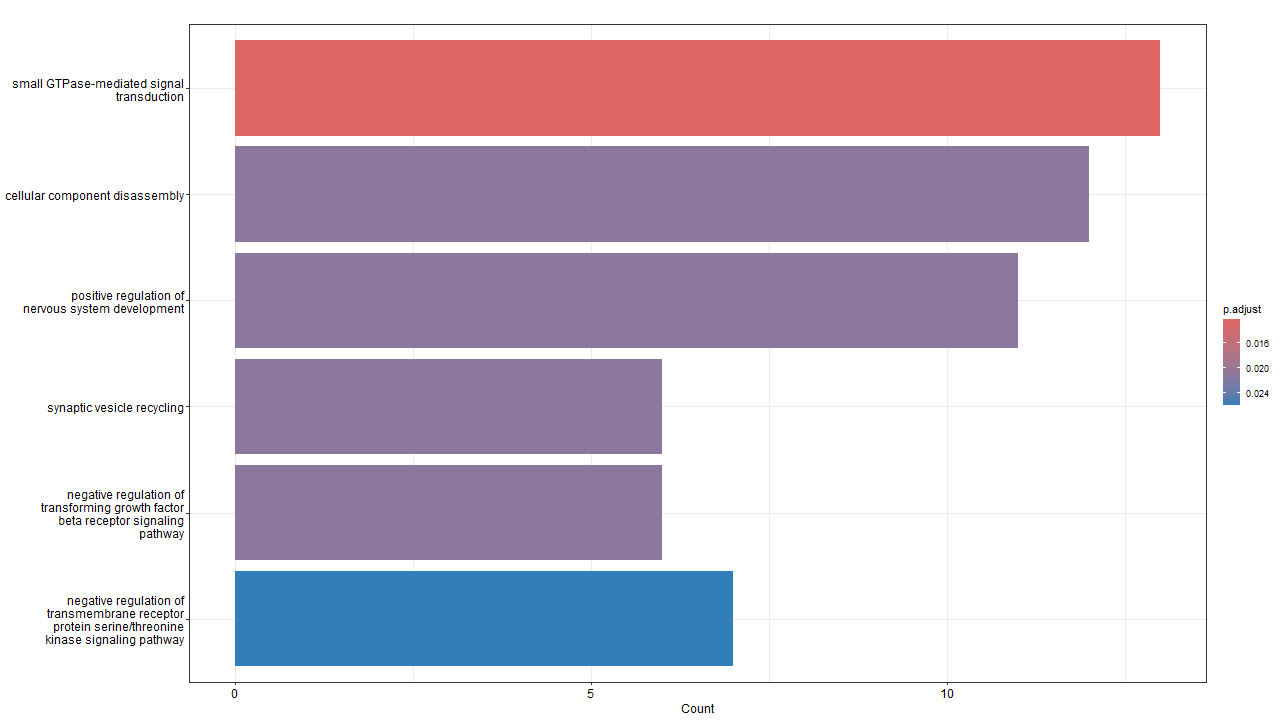 small GTPase-mediated signal
transduction
cellular component disassembly
positive regulation of
nervous system development
synaptic vesicle recycling
negative regulation of
transforming growth factor
beta receptor signaling
pathway
negative regulation of
transmembrane receptor
protein serine/threonine
kinase signaling pathway
0
5
10
Count
p.adjust
0.016
0.020
0.024